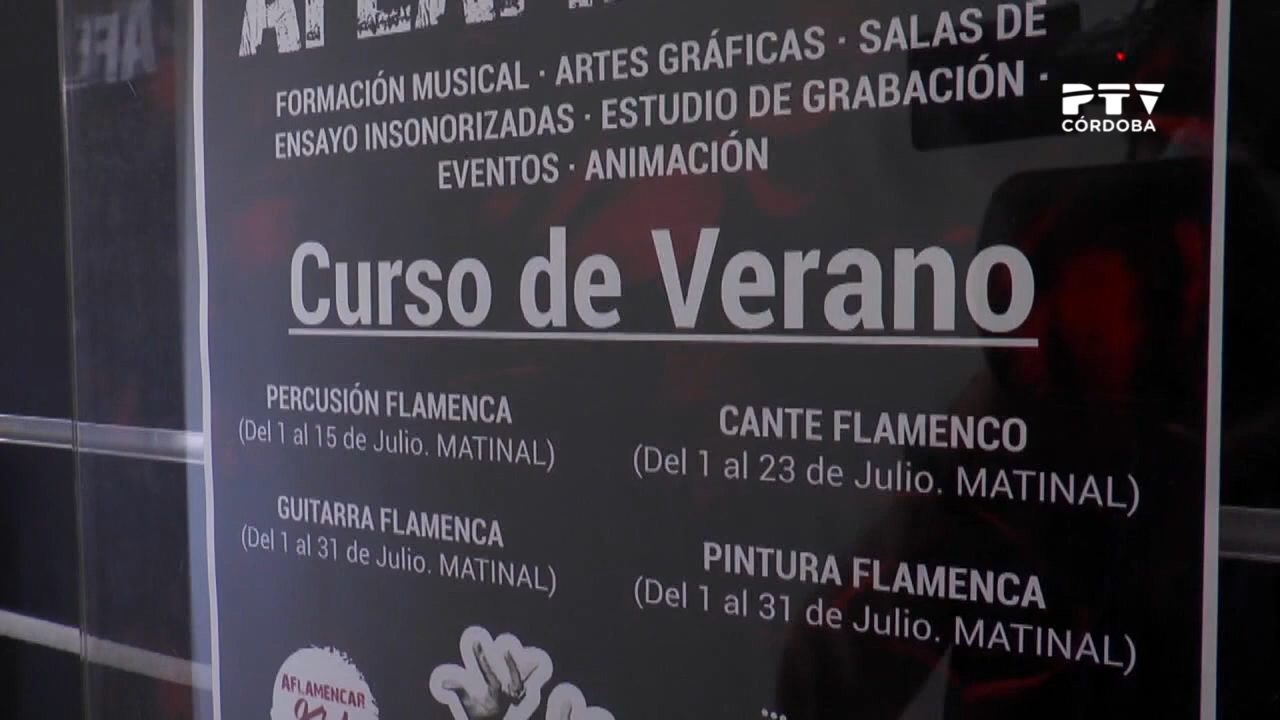 PTV
CÓRDOBA
FORMACIÓN MUSICAL · ARTES GRÁFICAS · SALAS DE
ENSAYO INSONORIZADAS · ESTUDIO DE GRABACIÓN ·
EVENTOS · ANIMACIÓN
Curso de Verano
PERCUSIÓN FLAMENCA
(Del 1 al 15 de Julio. MATINAL)
CANTE FLAMENCO
(Del 1 al 23 de Julio. MATINAL)
GUITARRA FLAMENCA
(Del 1 al 31 de Julio. MATINAL)
PINTURA FLAMENCA
(Del 1 al 31 de Julio. MATINAL)
AFLAMENCAR